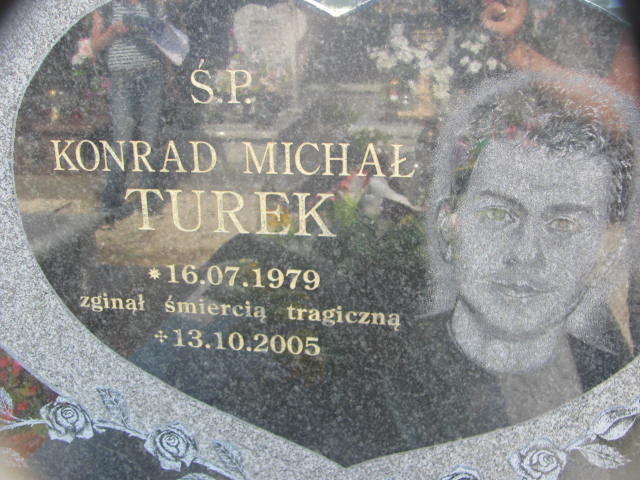 Ś.P.
KONRAD MICHAŁ
TUREK
* 16.07.1979
zginął śmiercią tragiczną
÷ 13.10.2005